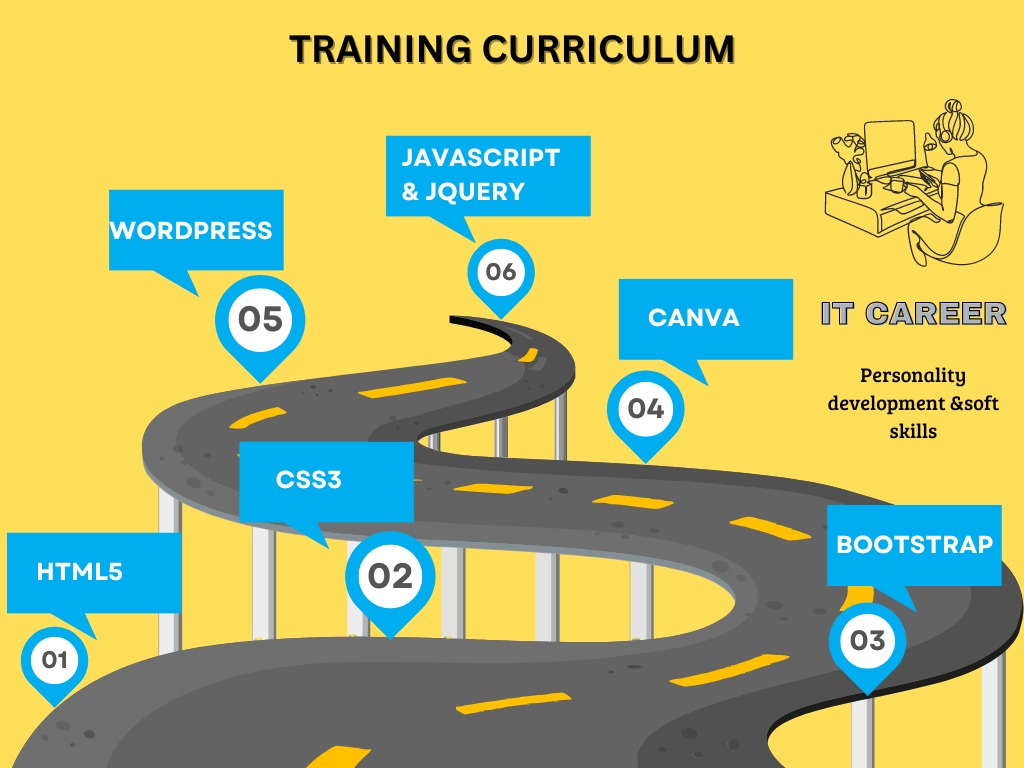 TRAINING CURRICULUM
JAVASCRIPT
& JQUERY
06
WORDPRESS
05
CANVA
04
IT CAREER
Personality
development &soft
skills
CSS3
02
BOOTSTRAP
03
HTML5
01